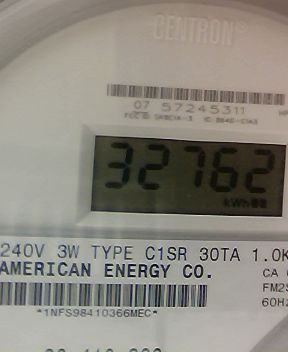 CENTRON®
07 57245311
32762
kWh
240V 3W TYPE C1SR 30TA 1.0K
AMERICAN ENERGY CO.
CA
FM2S
60Hz
*1NFS98410366MEC*